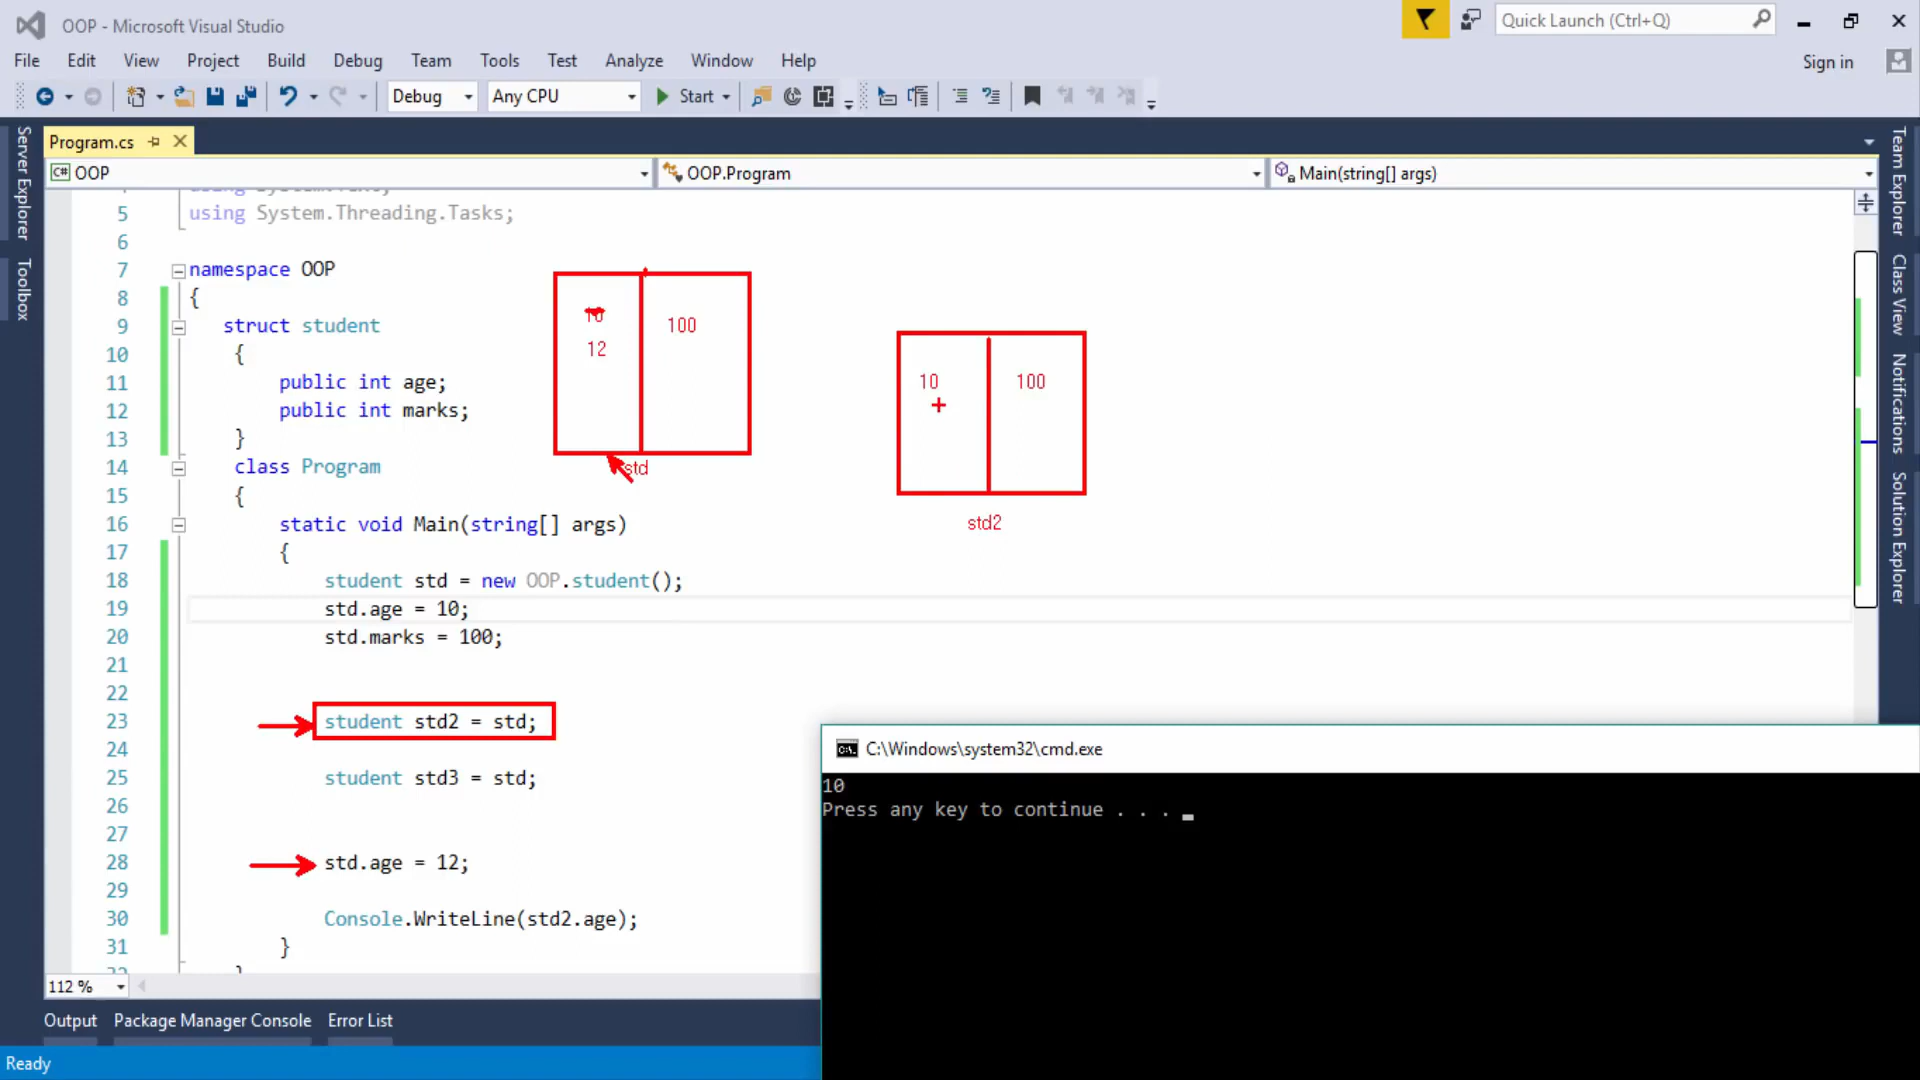 OOP - Microsoft Visual Studio
Quick Launch (Ctrl+Q)
File Edit View Project Build Debug Team Tools Test Analyze Window Help
Sign in
Debug Any CPU Start
Server Explorer
Toolbox
Program.cs
C# OOP
OOP.Program
Main(string[] args)
5 using System.Threading.Tasks;
6
7 namespace OOP
8 {
9 struct student
10 {
11 public int age;
12 public int marks;
13 }
14 class Program
15 {
16 static void Main(string[] args)
17 {
18 student std = new OOP.student();
19 std.age = 10;
20 std.marks = 100;
21
22
23 student std2 = std;
24
25 student std3 = std;
26
27
28 std.age = 12;
29
30 Console.WriteLine(std2.age);
31 }
10
12
100
std
10
100
std2
C:\Windows\system32\cmd.exe
10
Press any key to continue . . .
Team Explorer
Class View
Notifications
Solution Explorer
112 %
Output Package Manager Console Error List
Ready